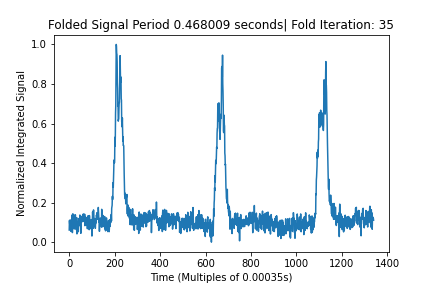 Folded Signal Period 0.468009 seconds| Fold Iteration: 35
Normalized Integrated Signal
1.0
0.8
0.6
0.4
0.2
0.0
0 200 400 600 800 1000 1200 1400
Time (Multiples of 0.00035s)